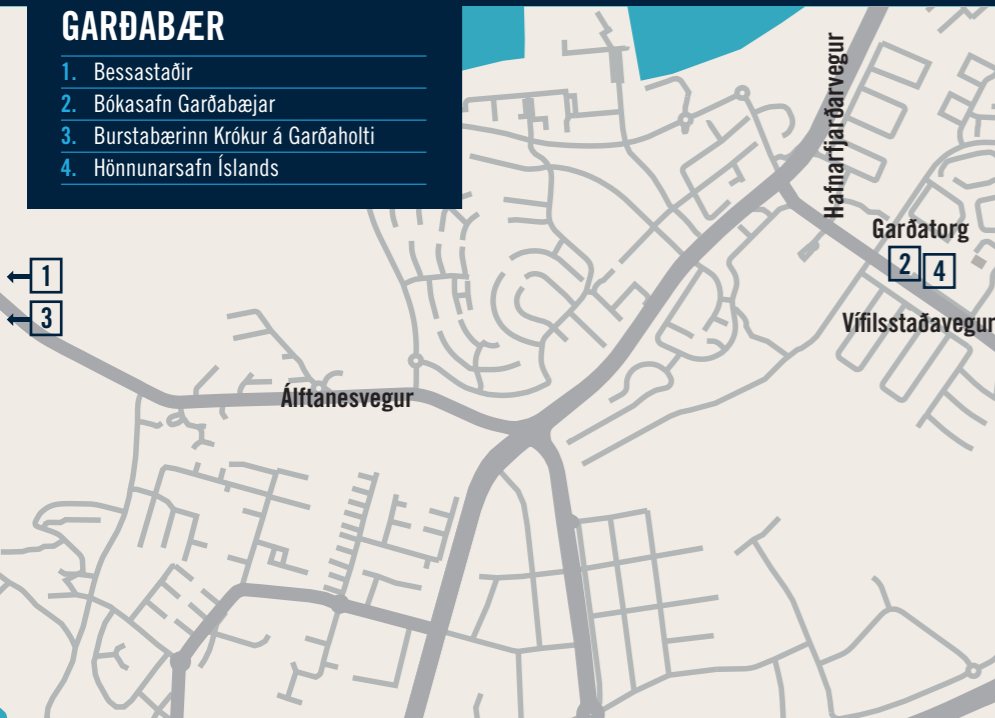 GARÐABÆR
1. Bessastaðir
2. Bókasafn Garðabæjar
3. Burstabærinn Krókur á Garðaholti
4. Hönnunarsafn Íslands
Hafnarfjarðarvegur
Garðatorg
2 4
1
3
Vífilsstaðavegur
Álftanesvegur